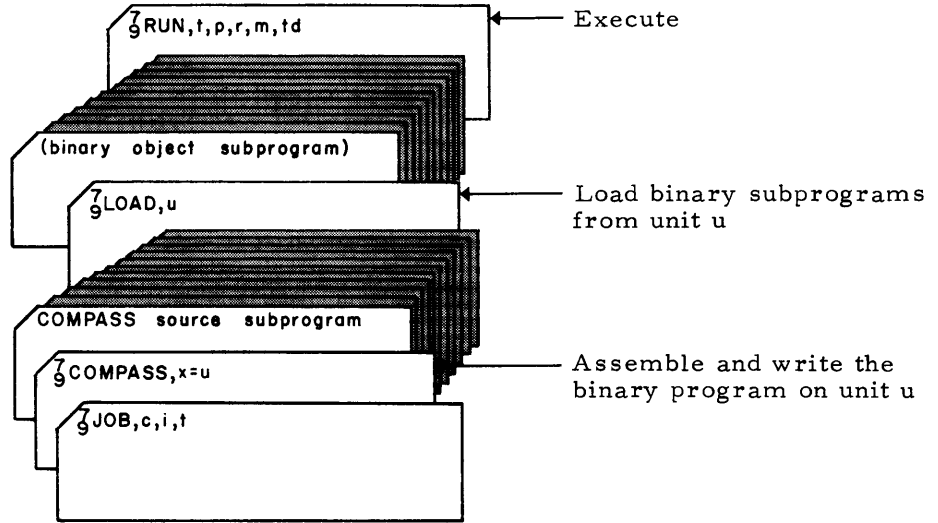 7
9RUN,t,p,r,m,td
Execute
(binary object subprogram)
7
9LOAD,u
Load binary subprograms
from unit u
COMPASS source subprogram
7
9COMPASS,x=u
Assemble and write the
binary program on unit u
7
9JOB,c,i,t